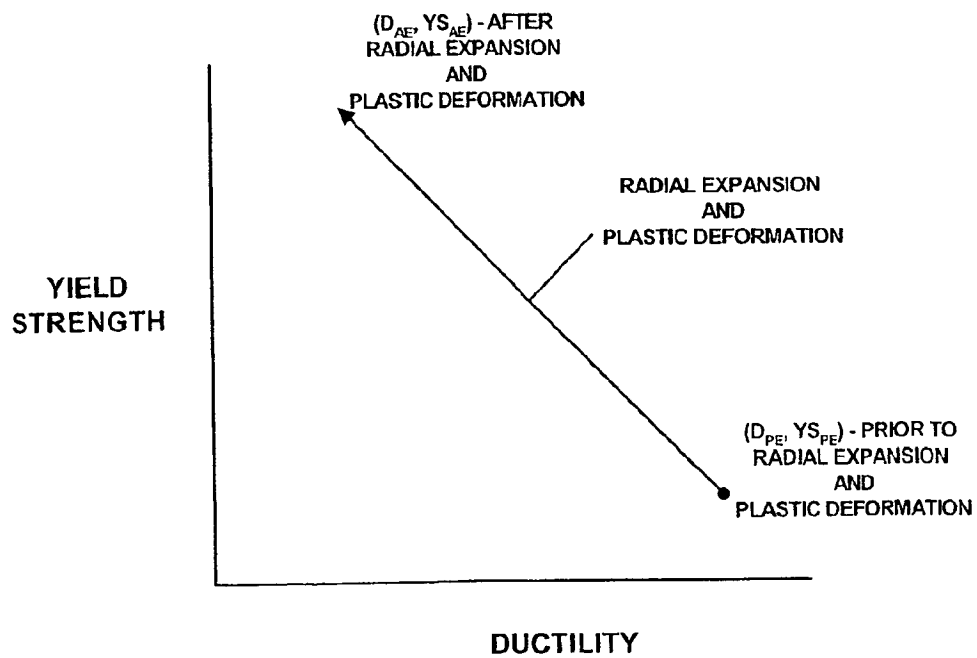 (D_AE, YS_AE) - AFTER
RADIAL EXPANSION
AND
PLASTIC DEFORMATION
RADIAL EXPANSION
AND
PLASTIC DEFORMATION
YIELD
STRENGTH
(D_PE, YS_PE) - PRIOR TO
RADIAL EXPANSION
AND
PLASTIC DEFORMATION
DUCTILITY